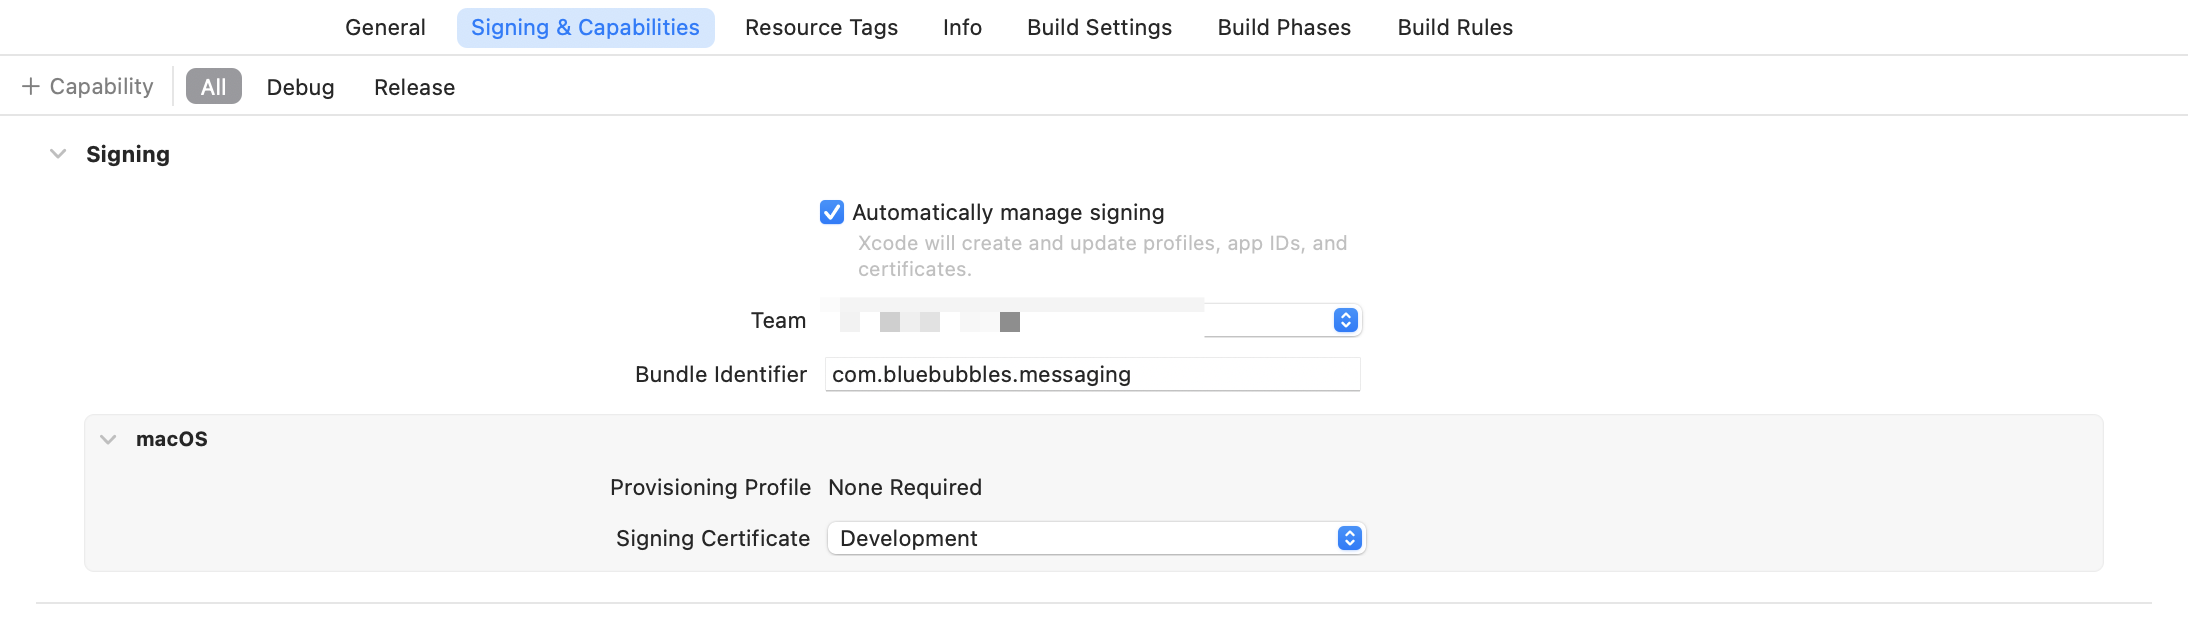 General Signing & Capabilities Resource Tags Info Build Settings Build Phases Build Rules
+ Capability All Debug Release
Signing
Automatically manage signing
Xcode will create and update profiles, app IDs, and
certificates.
Team
Bundle Identifier com.bluebubbles.messaging
macOS
Provisioning Profile None Required
Signing Certificate Development